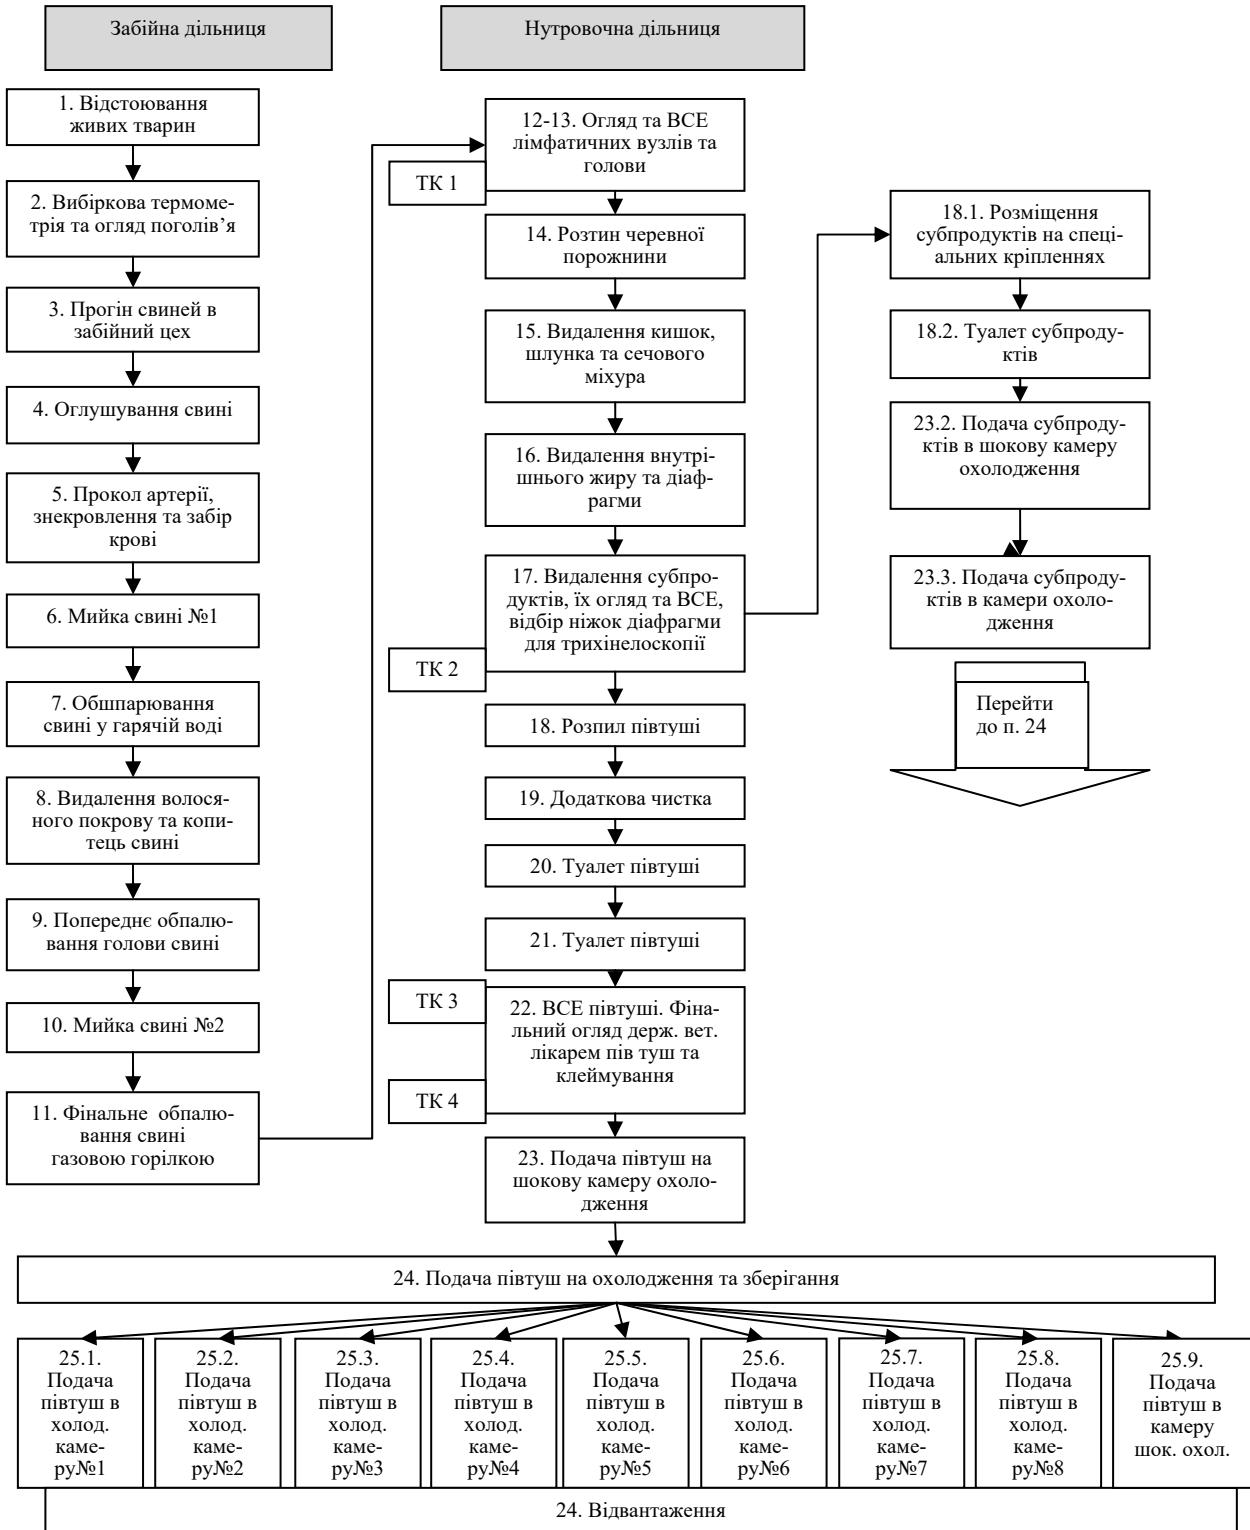 Забійна дільниця
1. Відстоювання
живих тварин
2. Вибіркова термоме-
трія та огляд поголів’я
3. Прогін свиней в
забійний цех
4. Оглушування свині
5. Прокол артерії,
знекровлення та забір
крові
6. Мийка свині №1
7. Обшпарювання
свині у гарячій воді
8. Видалення волося-
ного покрову та копи-
тець свині
9. Попереднє обпалю-
вання голови свині
10. Мийка свині №2
11. Фінальне обпалю-
вання свині
газовою горілкою
Нутровочна дільниця
12-13. Огляд та ВСЕ
лімфатичних вузлів та
голови
ТК 1
14. Розтин черевної
порожнини
15. Видалення кишок,
шлунка та сечового
міхура
16. Видалення внутрі-
шнього жиру та діаф-
рагми
17. Видалення субпро-
дуктів, їх огляд та ВСЕ,
відбір ніжок діафрагми
для трихінелоскопії
ТК 2
18. Розпил півтуші
19. Додаткова чистка
20. Туалет півтуші
21. Туалет півтуші
ТК 3
22. ВСЕ півтуші. Фіна-
льний огляд держ. вет.
лікарем пів туш та
клеймування
ТК 4
23. Подача півтуш на
шокову камеру охоло-
дження
18.1. Розміщення
субпродуктів на спеці-
альних кріпленнях
18.2. Туалет субпроду-
ктів
23.2. Подача субпроду-
ктів в шокову камеру
охолодження
23.3. Подача субпроду-
ктів в камери охоло-
дження
Перейти
до п. 24
24. Подача півтуш на охолодження та зберігання
25.1.
Подача
півтуш в
холод.
каме-
ру№1
25.2.
Подача
півтуш в
холод.
каме-
ру№2
25.3.
Подача
півтуш в
холод.
каме-
ру№3
25.4.
Подача
півтуш в
холод.
каме-
ру№4
25.5.
Подача
півтуш в
холод.
каме-
ру№5
25.6.
Подача
півтуш в
холод.
каме-
ру№6
25.7.
Подача
півтуш в
холод.
каме-
ру№7
25.8.
Подача
півтуш в
холод.
каме-
ру№8
25.9.
Подача
півтуш в
камеру
шок. охол.
24. Відвантаження